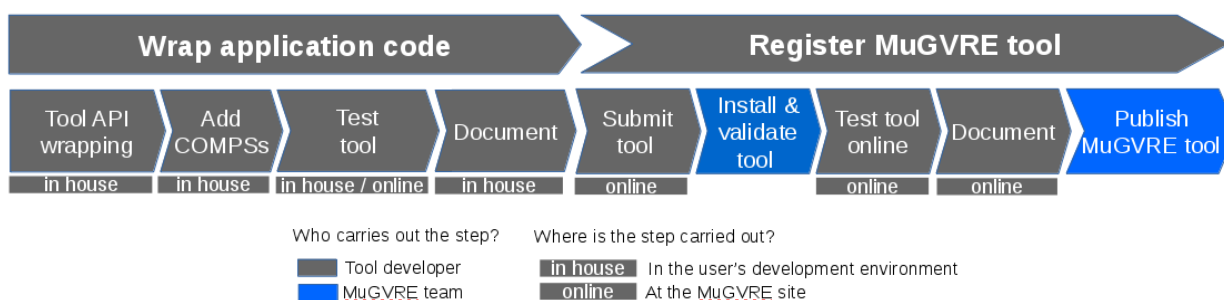 Wrap application code
Register MuGVRE tool
Tool API
wrapping
Add
COMPSs
Test
tool
Document
Submit
tool
Install &
validate
tool
Test tool
online
Document
Publish
MuGVRE tool
in house
in house
in house / online
in house
online
online
online
Who carries out the step?
Where is the step carried out?
Tool developer
in house
In the user's development environment
MuGVRE team
online
At the MuGVRE site